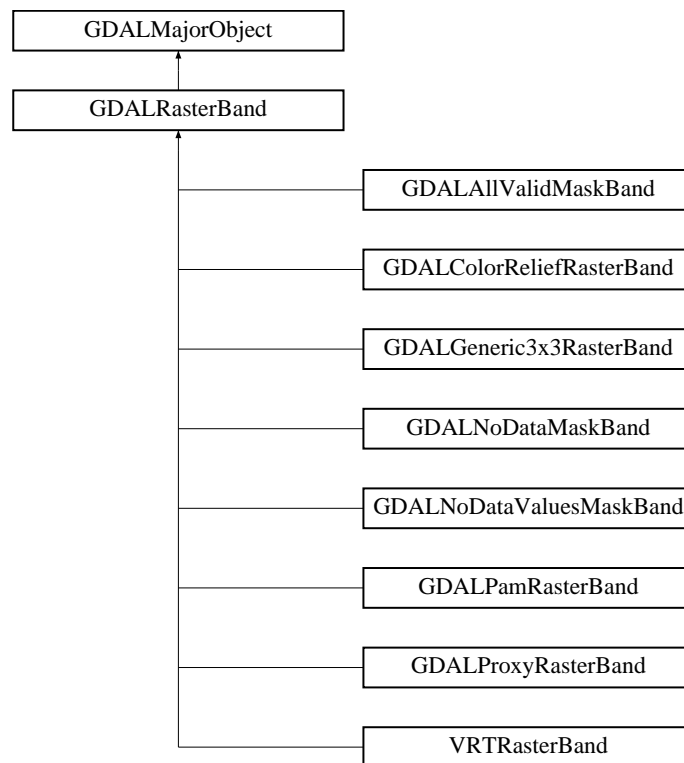 GDALMajorObject
GDALRasterBand
GDALAllValidMaskBand
GDALColorReliefRasterBand
GDALGeneric3x3RasterBand
GDALNoDataMaskBand
GDALNoDataValuesMaskBand
GDALPamRasterBand
GDALProxyRasterBand
VRTRasterBand